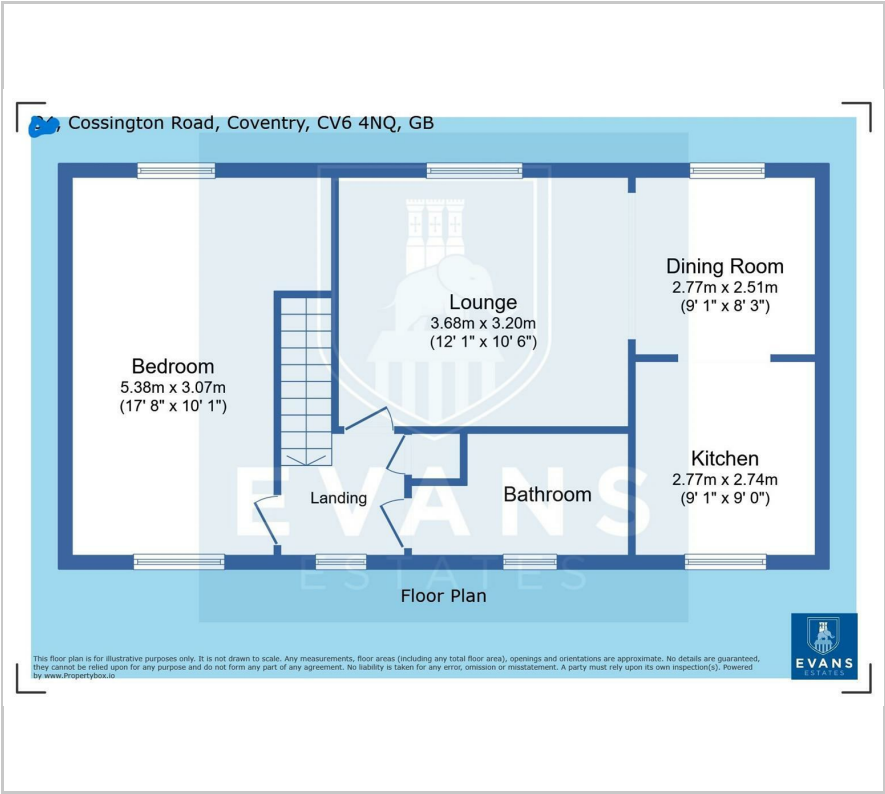 , Cossington Road, Coventry, CV6 4NQ, GB
Dining Room
2.77m x 2.51m
(9' 1" x 8' 3")
Lounge
3.68m x 3.20m
(12' 1" x 10' 6")
Bedroom
5.38m x 3.07m
(17' 8" x 10' 1")
Kitchen
2.77m x 2.74m
(9' 1" x 9' 0")
Landing
Bathroom
EVANS
ESTATES
Floor Plan
This floor plan is for illustrative purposes only. It is not drawn to scale. Any measurements, floor areas (including any total floor area), openings and orientations are approximate. No details are guaranteed,
they cannot be relied upon for any purpose and do not form any part of any agreement. No liability is taken for any error, omission or misstatement. A party must rely upon its own inspection(s). Powered
by www.Propertybox.io
EVANS
ESTATES